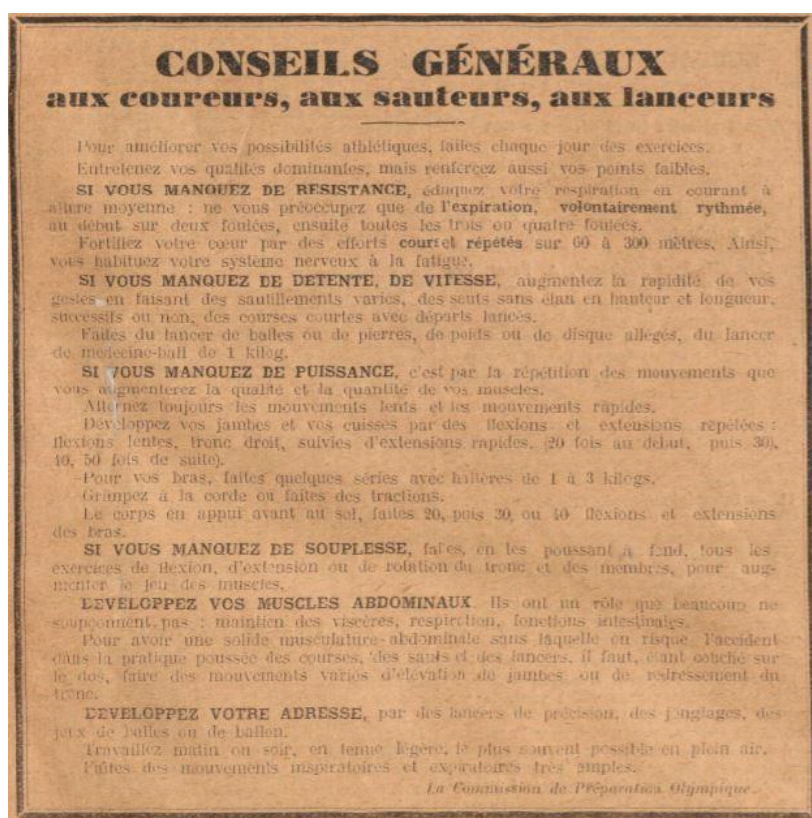 CONSEILS GÉNÉRAUX
aux coureurs, aux sauteurs, aux lanceurs
Pour améliorer vos possibilités athlétiques, faites chaque jour des exercices.
Entretenez vos qualités dominantes, mais renforcez aussi vos points faibles.
SI VOUS MANQUEZ DE RESISTANCE, éduquez votre respiration en courant à
allure moyenne : ne vous préoccupez que de l'expiration, volontairement rythmée,
au début sur deux foulées, ensuite toutes les trois ou quatre foulées.
Fortifiez votre cœur par des efforts court et répétés sur 60 à 300 mètres. Ainsi,
vous habituez votre système nerveux à la fatigue.
SI VOUS MANQUEZ DE DETENTE, DE VITESSE, augmentez la rapidité de vos
gestes en faisant des sautillements variés, des sauts sans élan en hauteur et longueur,
successifs ou non, des courses courtes avec départs lancés.
Faites du lancer de balles ou de pierres, de poids ou de disque allégés, du lancer
de medecine-ball de 1 kilog.
SI VOUS MANQUEZ DE PUISSANCE, c'est par la répétition des mouvements que
vous augmenterez la qualité et la quantité de vos muscles.
Alternez toujours les mouvements lents et les mouvements rapides.
Développez vos jambes et vos cuisses par des flexions et extensions répétées :
flexions lentes, tronc droit, suivies d'extensions rapides. (20 fois au début, puis 30),
40, 50 fois de suite).
Pour vos bras, faites quelques séries avec haltères de 1 à 3 kilogs.
Grimpez à la corde ou faites des tractions.
Le corps en appui avant au sol, faites 20, puis 30, ou 40 flexions et extensions
des bras.
SI VOUS MANQUEZ DE SOUPLESSE, faites, en les poussant à fond, tous les
exercices de flexion, d'extension ou de rotation du tronc et des membres, pour aug-
menter le jeu des muscles.
DEVELOPPEZ VOS MUSCLES ABDOMINAUX. Ils ont un rôle que beaucoup ne
soupçonnent pas : maintien des viscères, respiration, fonctions intestinales.
Pour avoir une solide musculature abdominale sans laquelle on risque l'accident
dans la pratique poussée des courses, des sauts et des lancers, il faut, étant couché sur
le dos, faire des mouvements variés d'élévation de jambes ou de redressement du
tronc.
DEVELOPPEZ VOTRE ADRESSE, par des lancers de précision, des jonglages, des
jeux de balles ou de ballon.
Travaillez matin ou soir, en tenue légère, le plus souvent possible en plein air.
Faites des mouvements inspiratoires et expiratoires très amples.
La Commission de Préparation Olympique.